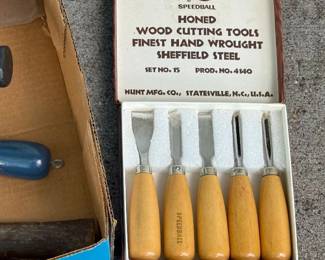 SPEEDBALL
HONED
WOOD CUTTING TOOLS
FINEST HAND WROUGHT
SHEFFIELD STEEL
SET NO. 15 PROD. NO. 4140
HUNT MFG. CO., STATESVILLE, N.C., U.S.A.
SPEEDBALL